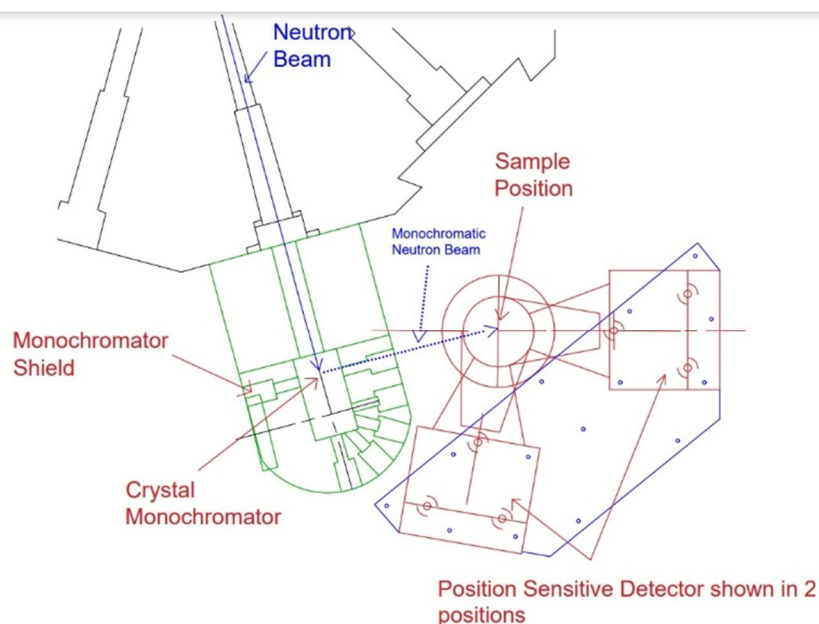 Neutron
Beam
Sample
Position
Monochromatic
Neutron Beam
Monochromator
Shield
Crystal
Monochromator
Position Sensitive Detector shown in 2
positions